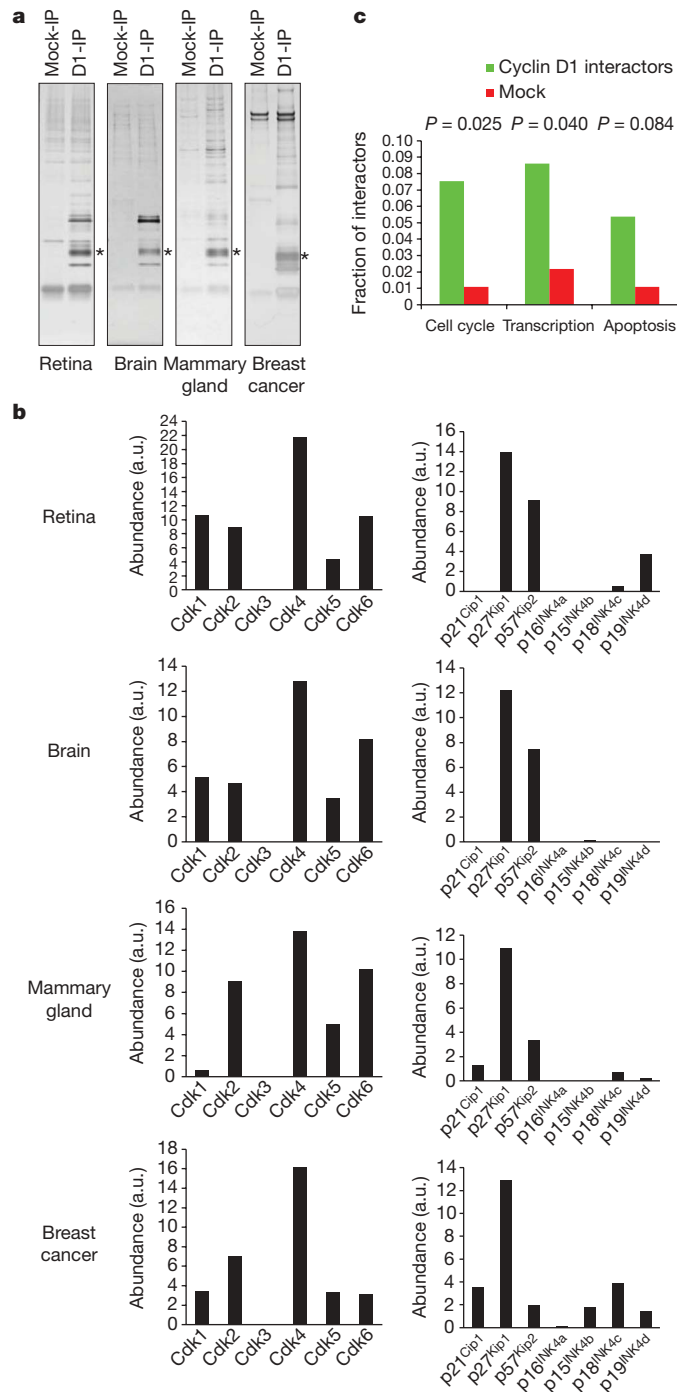 a
Mock-IP
D1-IP
Mock-IP
D1-IP
Mock-IP
D1-IP
Mock-IP
D1-IP
*
*
*
*
Retina
Brain
Mammary gland
Breast cancer
c
Cyclin D1 interactors
Mock
P = 0.025 P = 0.040 P = 0.084
Fraction of interactors
0.10
0.09
0.08
0.07
0.06
0.05
0.04
0.03
0.02
0.01
0
Cell cycle Transcription Apoptosis
b
Retina
Abundance (a.u.)
24
22
20
18
16
14
12
10
8
6
4
2
0
Cdk1 Cdk2 Cdk3 Cdk4 Cdk5 Cdk6
Abundance (a.u.)
16
14
12
10
8
6
4
2
0
p21Cip1 p27Kip1 p57Kip2 p16INK4a p15INK4b p18INK4c p19INK4d
Brain
Abundance (a.u.)
14
12
10
8
6
4
2
0
Cdk1 Cdk2 Cdk3 Cdk4 Cdk5 Cdk6
Abundance (a.u.)
14
12
10
8
6
4
2
0
p21Cip1 p27Kip1 p57Kip2 p16INK4a p15INK4b p18INK4c p19INK4d
Mammary
gland
Abundance (a.u.)
16
14
12
10
8
6
4
2
0
Cdk1 Cdk2 Cdk3 Cdk4 Cdk5 Cdk6
Abundance (a.u.)
12
10
8
6
4
2
0
p21Cip1 p27Kip1 p57Kip2 p16INK4a p15INK4b p18INK4c p19INK4d
Breast
cancer
Abundance (a.u.)
18
16
14
12
10
8
6
4
2
0
Cdk1 Cdk2 Cdk3 Cdk4 Cdk5 Cdk6
Abundance (a.u.)
14
12
10
8
6
4
2
0
p21Cip1 p27Kip1 p57Kip2 p16INK4a p15INK4b p18INK4c p19INK4d